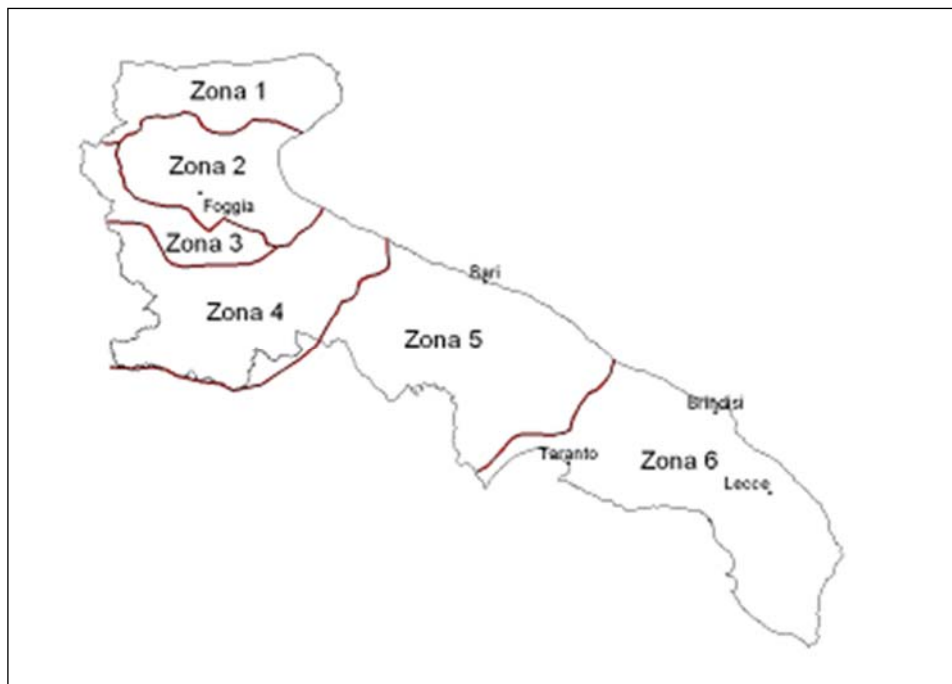 Zona 1
Zona 2
Foggia
Zona 3
Bari
Zona 4
Zona 5
Brindisi
Taranto
Zona 6
Lecce